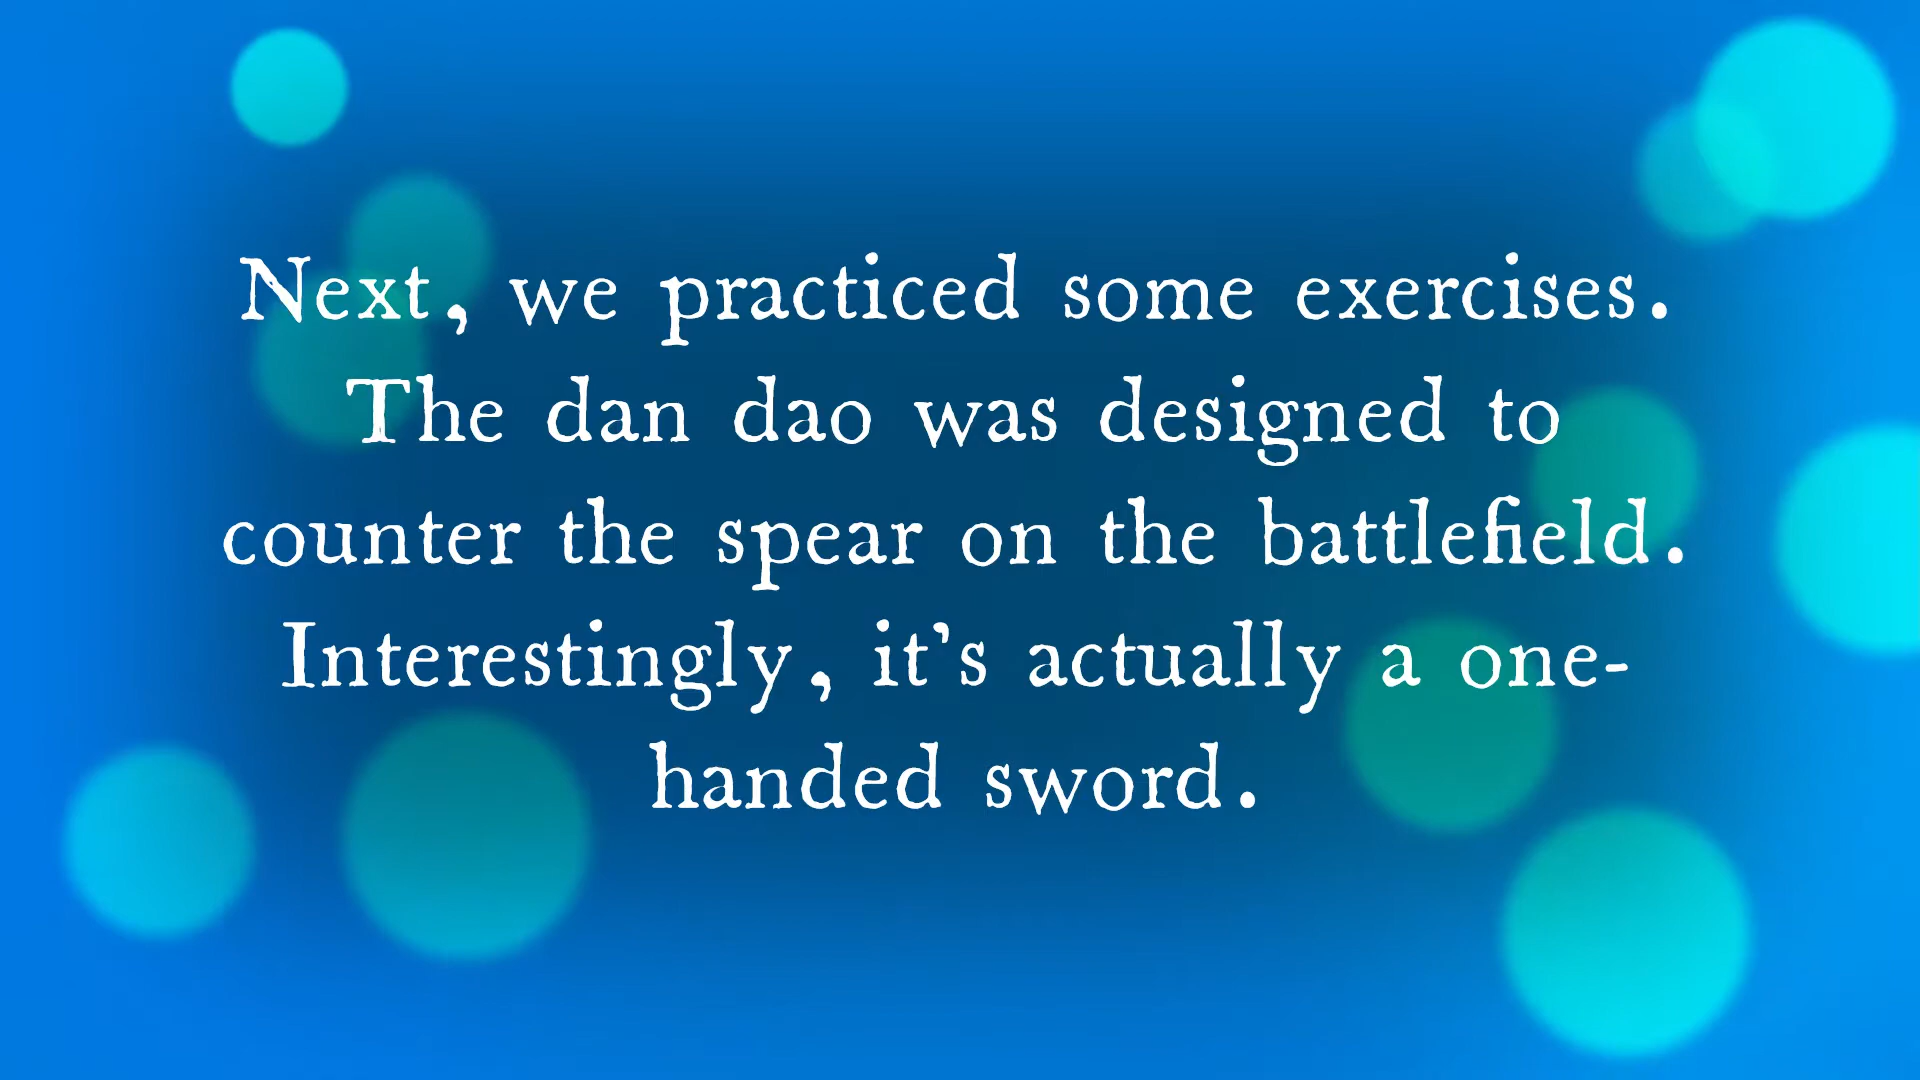 Next, we practiced some exercises.
The dan dao was designed to
counter the spear on the battlefield.
Interestingly, it’s actually a one-
handed sword.